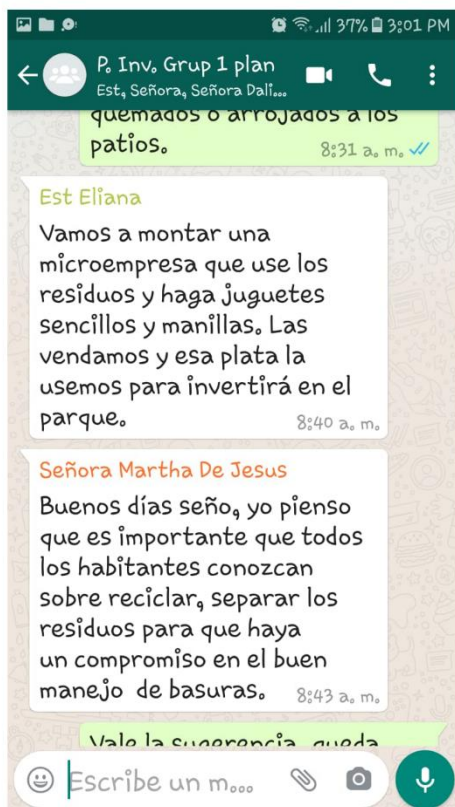 37% 3:01 PM
P. Inv. Grup 1 plan
Est, Señora, Señora Dali...
quemados o arrojados a los
patios.
8:31 a. m.
Est Eliana
Vamos a montar una
microempresa que use los
residuos y haga juguetes
sencillos y manillas. Las
vendamos y esa plata la
usemos para invertirá en el
parque.
8:40 a. m.
Señora Martha De Jesus
Buenos días seño, yo pienso
que es importante que todos
los habitantes conozcan
sobre reciclar, separar los
residuos para que haya
un compromiso en el buen
manejo de basuras.
8:43 a. m.
Vale la sugerencia queda
Escribe un m...